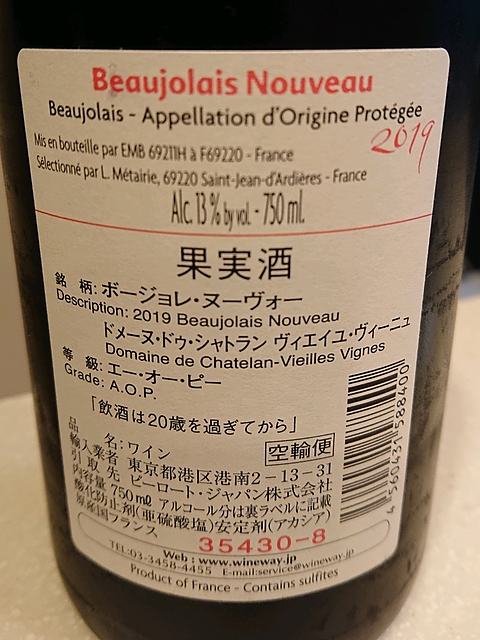 Beaujolais Nouveau
Beaujolais - Appellation d'Origine Protégée
2019
Mis en bouteille par EMB 69211H à F69220 - France
Sélectionné par L. Métairie, 69220 Saint-Jean-d'Ardières - France
Alc. 13 % by vol. - 750 ml.
果実酒
銘 柄: ボージョレ・ヌーヴォー
Description: 2019 Beaujolais Nouveau
ドメーヌ・ドゥ・シャトラン ヴィエイユ・ヴィーニュ
Domaine de Chatelan-Vieilles Vignes
等 級: エー・オー・ピー
Grade: A.O.P.
「飲酒は20歳を過ぎてから」
品 名: ワイン 空輸便
輸入業者 東京都港区港南2-13-31
引 取 先 ピーロート・ジャパン株式会社
内容量 750mℓ アルコール分は裏ラベルに記載
酸化防止剤(亜硫酸塩)安定剤(アカシア)
原産国フランス
35430-8
4 560431 588400
Web : www.wineway.jp
TEL:03-3458-4455 E-mail:service@wineway.jp
Product of France - Contains sulfites